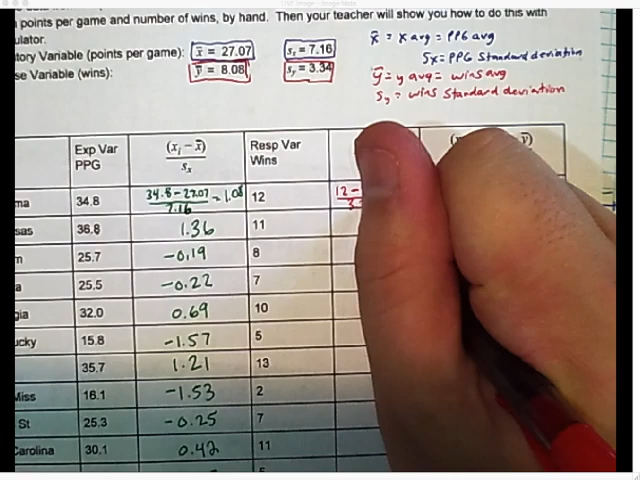 points per game and number of wins, by hand. Then your teacher will show you how to do this with
ulator.
tory Variable (points per game): x̄ = 27.07 sₓ = 7.16
se Variable (wins): ȳ = 8.08 sᵧ = 3.34
x̄ = x avg = PPG avg
Sx = PPG Standard deviation
ȳ = y avg = wins avg
Sy = wins standard deviation
Exp Var PPG (xᵢ − x̄)/sₓ Resp Var Wins
ma 34.8 34.8-27.07/7.16 = 1.08 12 12 -
sas 36.8 1.36 11
m 25.7 -0.19 8
a 25.5 -0.22 7
gia 32.0 0.69 10
ucky 15.8 -1.57 5
35.7 1.21 13
Miss 16.1 -1.53 2
St 25.3 -0.25 7
Carolina 30.1 0.42 11